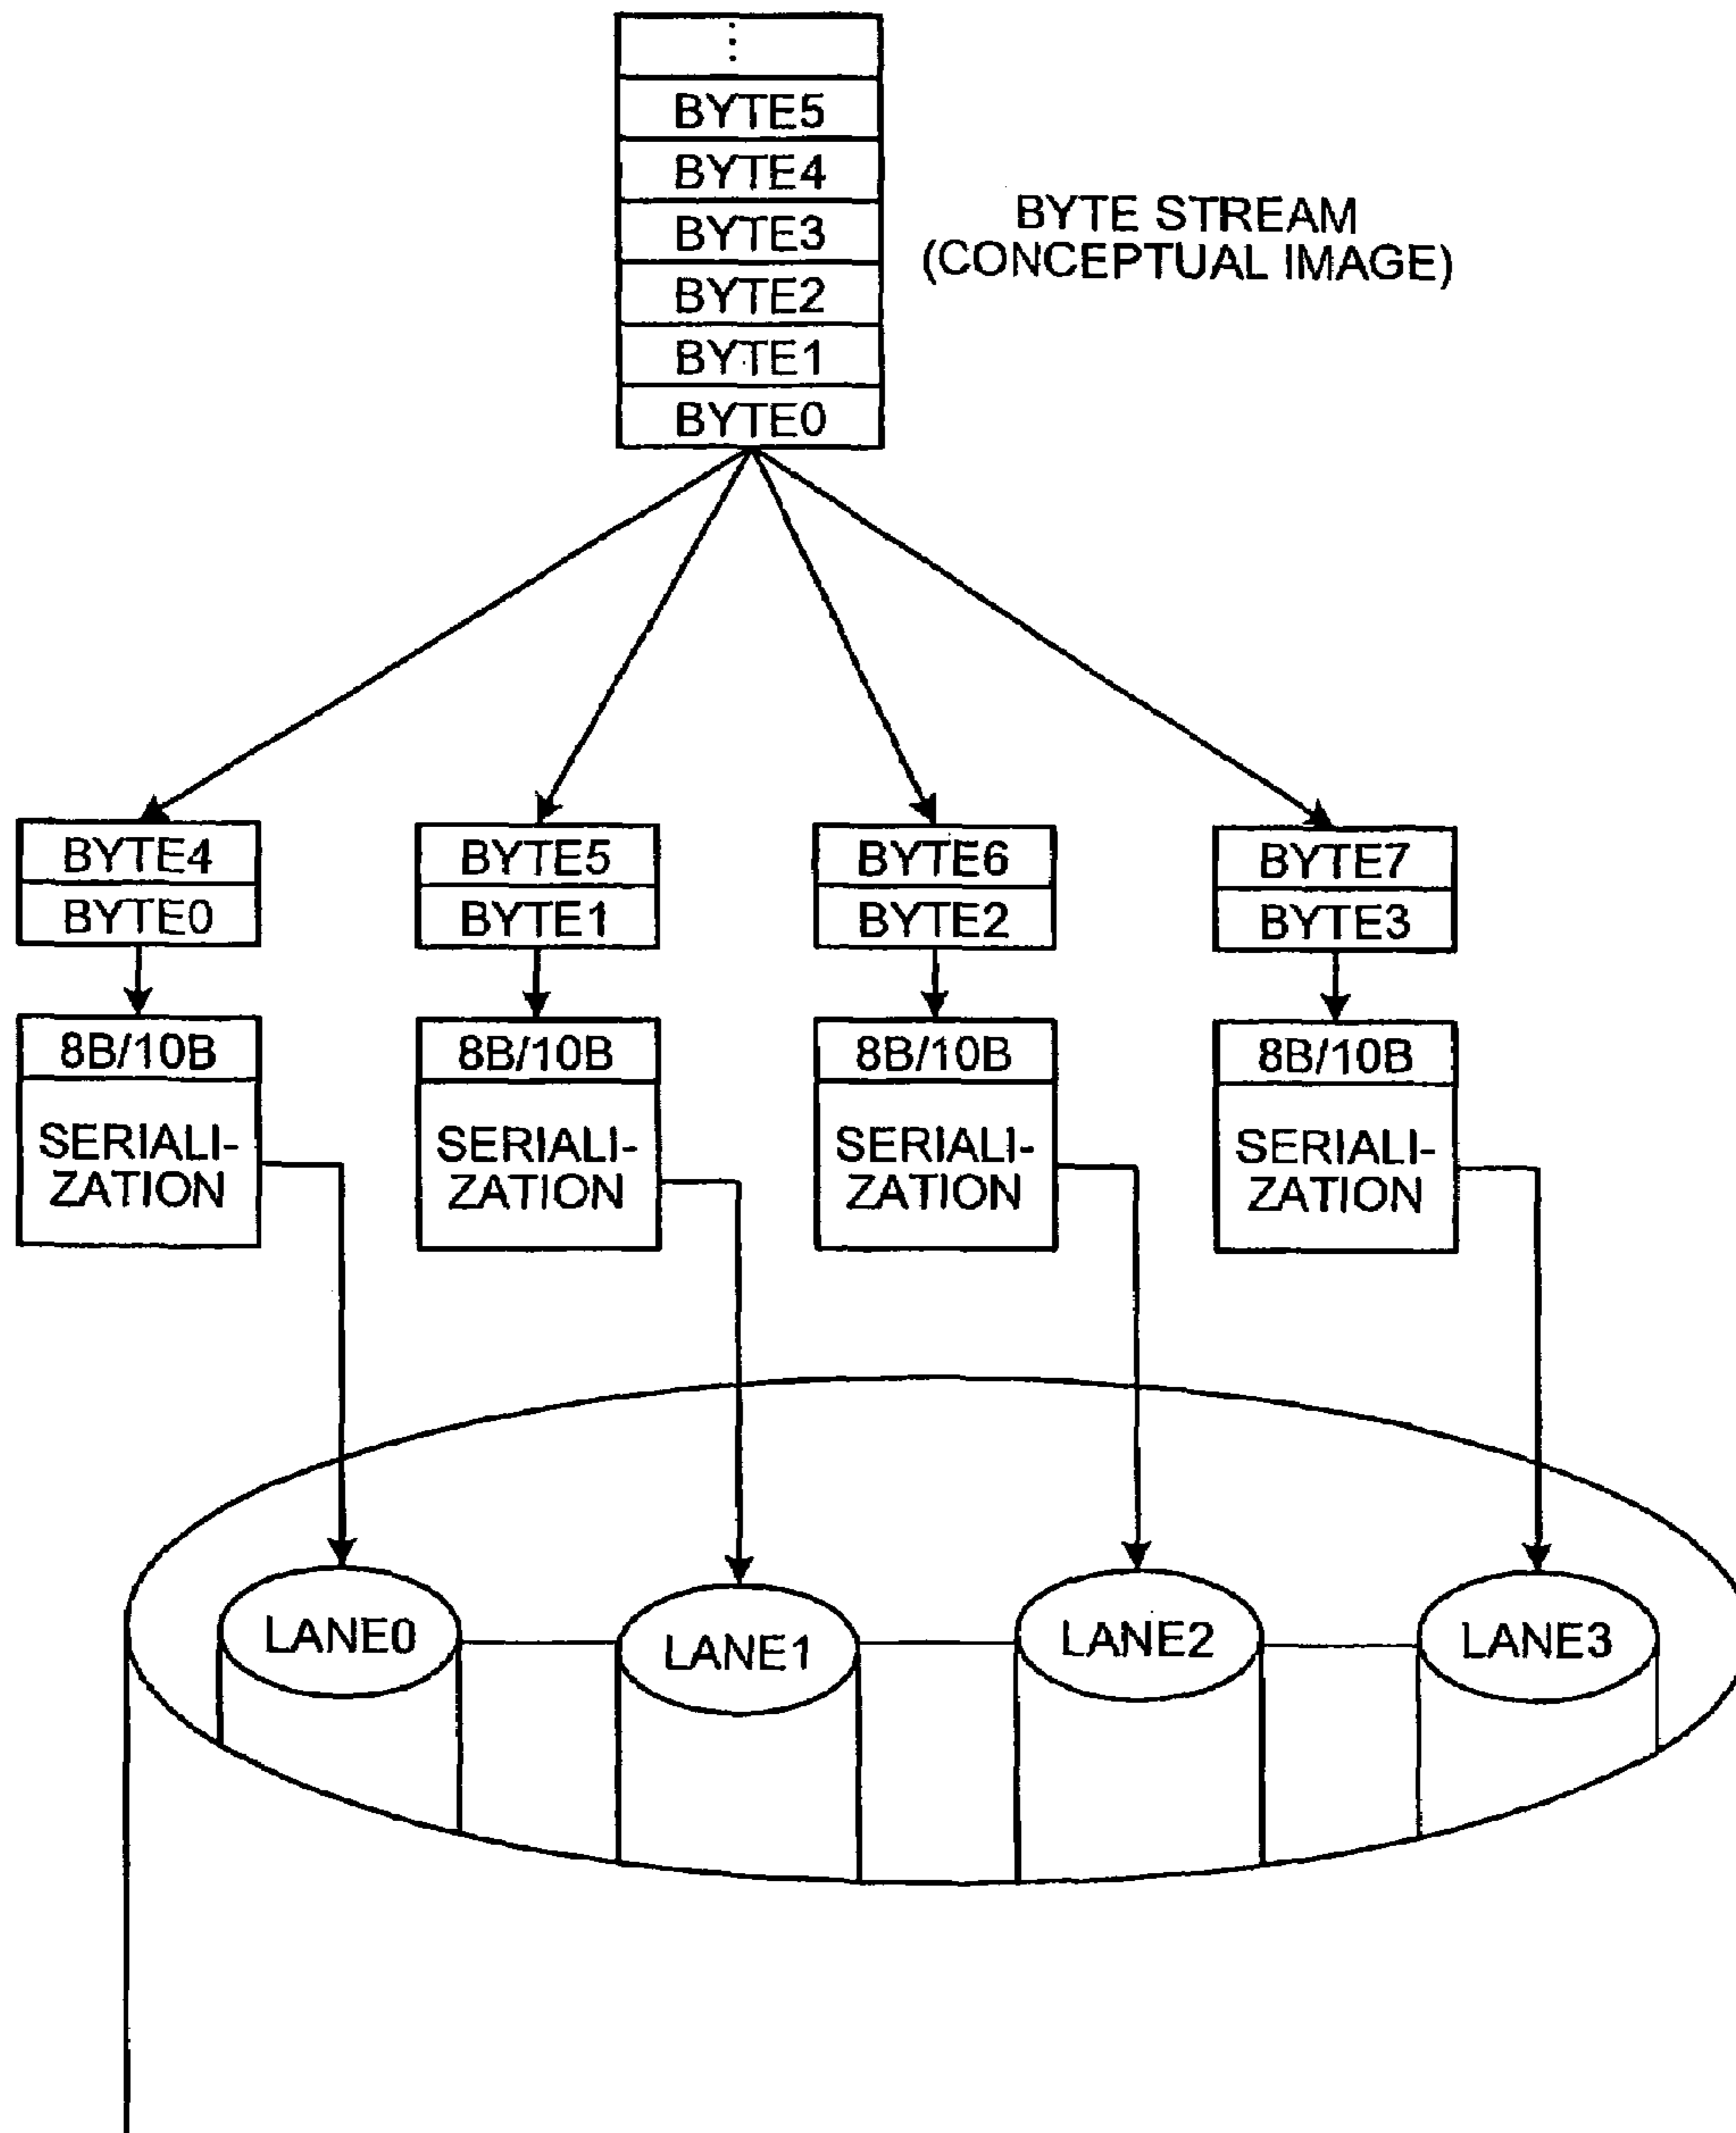 ⋮
BYTE5
BYTE4
BYTE3
BYTE2
BYTE1
BYTE0
BYTE STREAM
(CONCEPTUAL IMAGE)
BYTE4
BYTE0
BYTE5
BYTE1
BYTE6
BYTE2
BYTE7
BYTE3
8B/10B
SERIALI-
ZATION
8B/10B
SERIALI-
ZATION
8B/10B
SERIALI-
ZATION
8B/10B
SERIALI-
ZATION
LANE0
LANE1
LANE2
LANE3